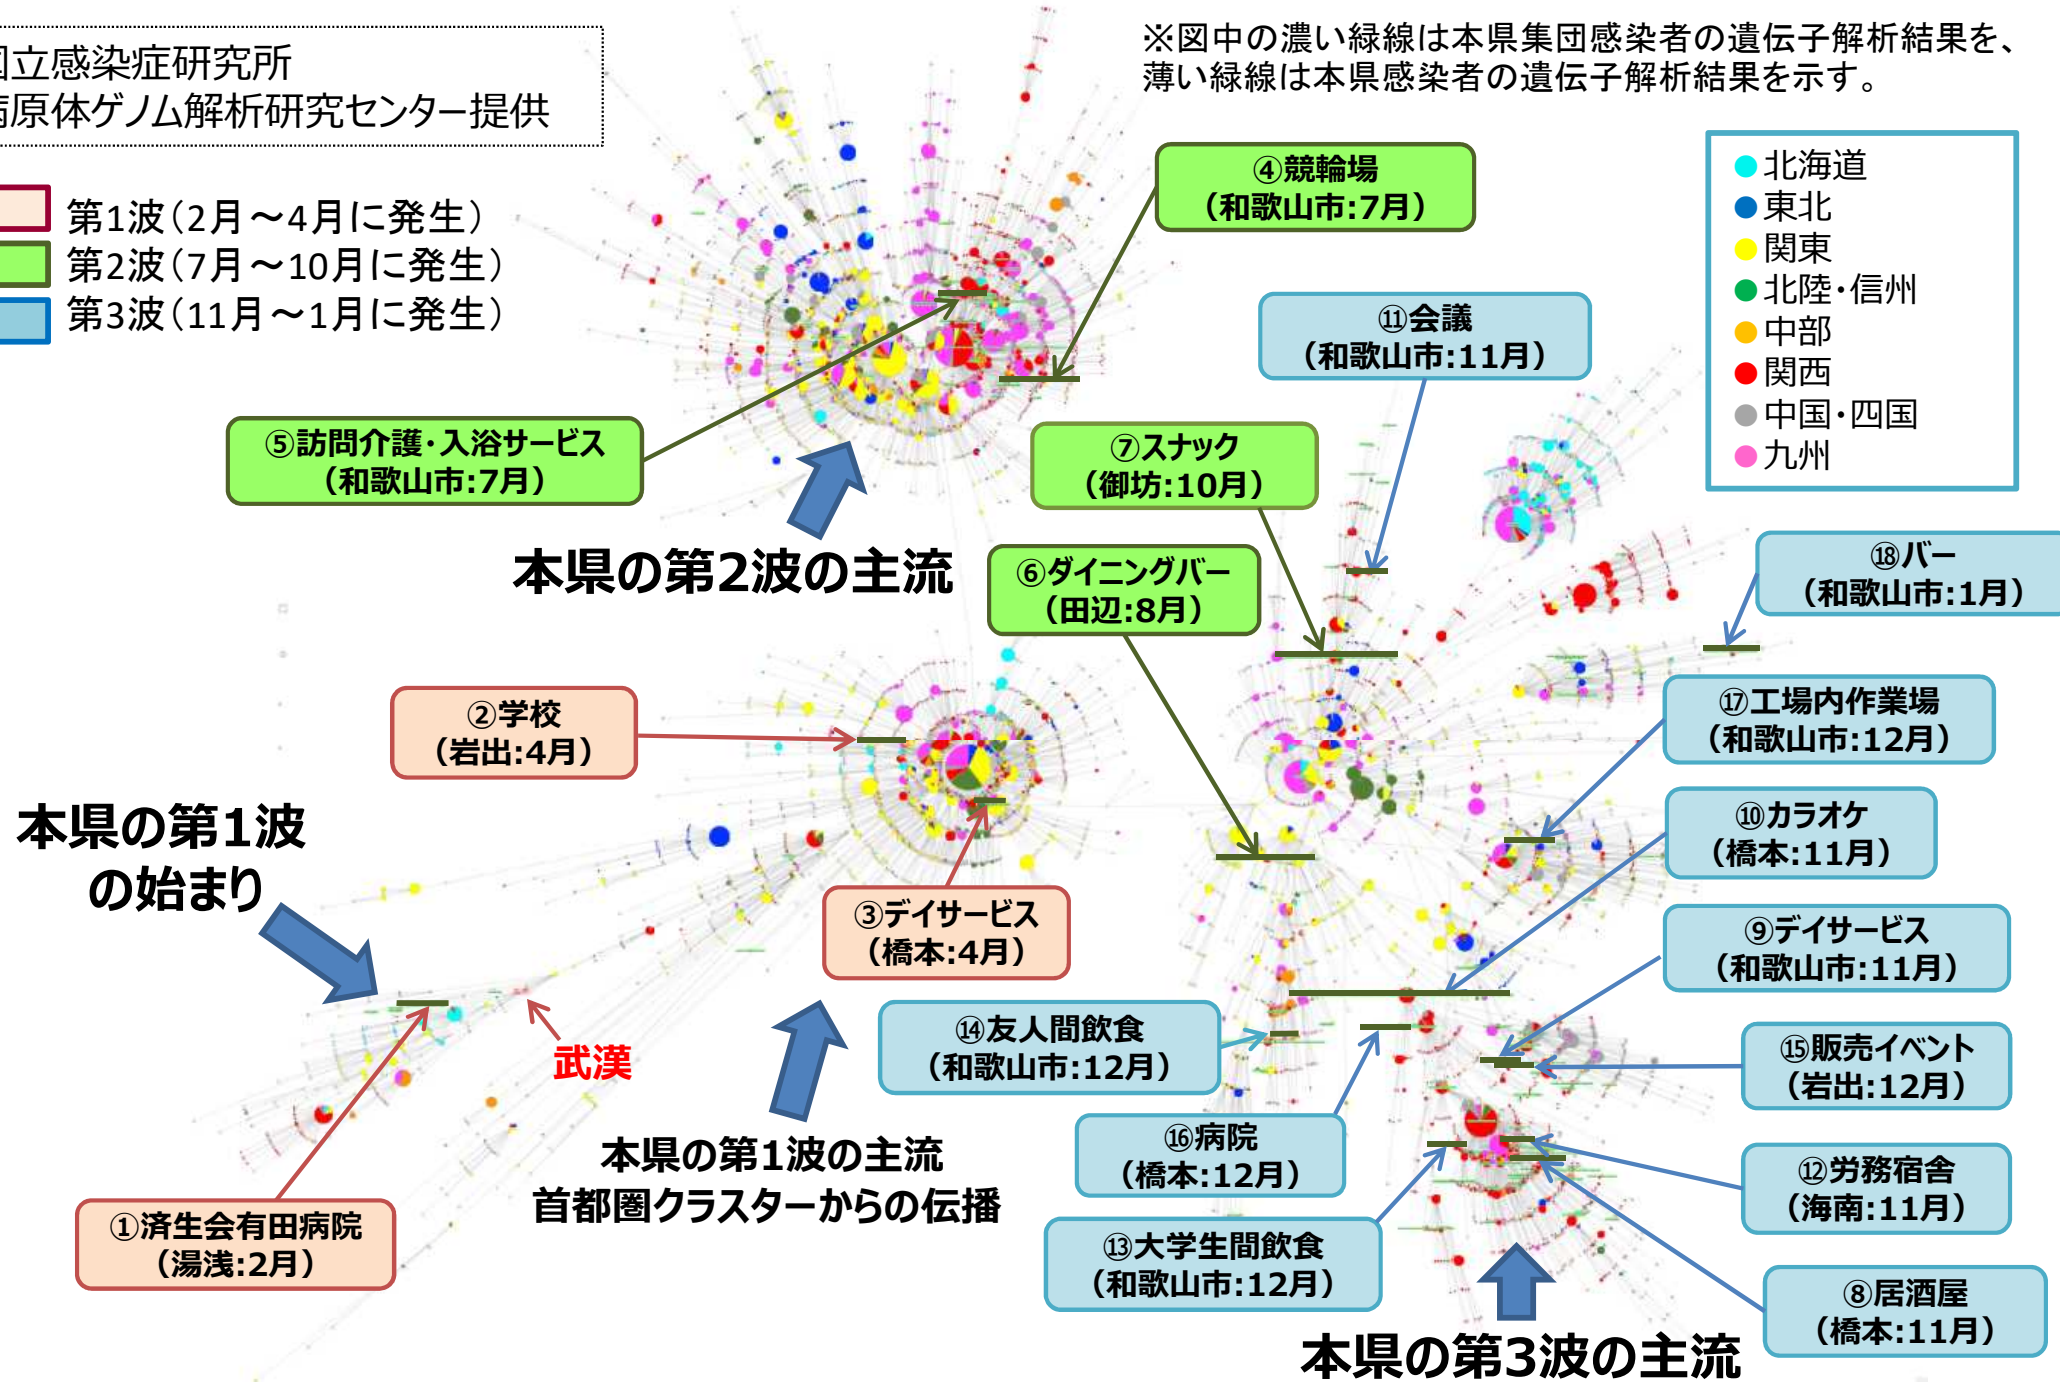 立感染症研究所
原体ゲノム解析研究センター提供
※図中の濃い緑線は本県集団感染者の遺伝子解析結果を、
薄い緑線は本県感染者の遺伝子解析結果を示す。
第1波（2月～4月に発生）
第2波（7月～10月に発生）
第3波（11月～1月に発生）
北海道
東北
関東
北陸・信州
中部
関西
中国・四国
九州
④競輪場
（和歌山市:7月）
⑪会議
（和歌山市:11月）
⑤訪問介護・入浴サービス
（和歌山市:7月）
⑦スナック
（御坊:10月）
本県の第2波の主流
⑥ダイニングバー
（田辺:8月）
⑱バー
（和歌山市:1月）
②学校
（岩出:4月）
⑰工場内作業場
（和歌山市:12月）
本県の第1波
の始まり
⑩カラオケ
（橋本:11月）
③デイサービス
（橋本:4月）
⑨デイサービス
（和歌山市:11月）
武漢
⑭友人間飲食
（和歌山市:12月）
⑮販売イベント
（岩出:12月）
本県の第1波の主流
首都圏クラスターからの伝播
⑯病院
（橋本:12月）
⑫労務宿舎
（海南:11月）
①済生会有田病院
（湯浅:2月）
⑬大学生間飲食
（和歌山市:12月）
⑧居酒屋
（橋本:11月）
本県の第3波の主流